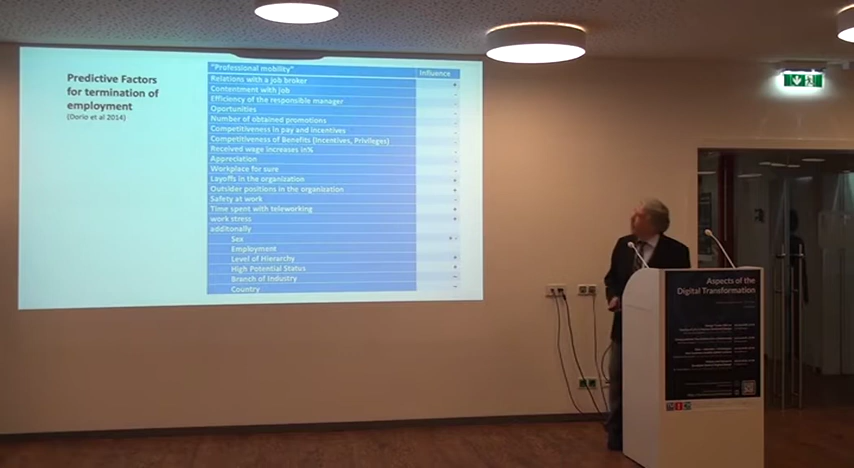 Predictive Factors
for termination of
employment
(Dorio et al 2014)
"Professional mobility"
Influence
Relations with a job broker +
Contentment with job -
Efficiency of the responsible manager -
Oportunities -
Number of obtained promotions -
Competitiveness in pay and incentives -
Competitiveness of Benefits (Incentives, Privileges) -
Received wage increases in% -
Appreciation -
Workplace for sure -
Layoffs in the organization +
Outsider positions in the organization +
Safety at work -
Time spent with teleworking +
work stress +
additonally
Sex + -
Employment
Level of Hierarchy +
High Potential Status +
Branch of Industry
Country
Aspects of the
Digital Transformation